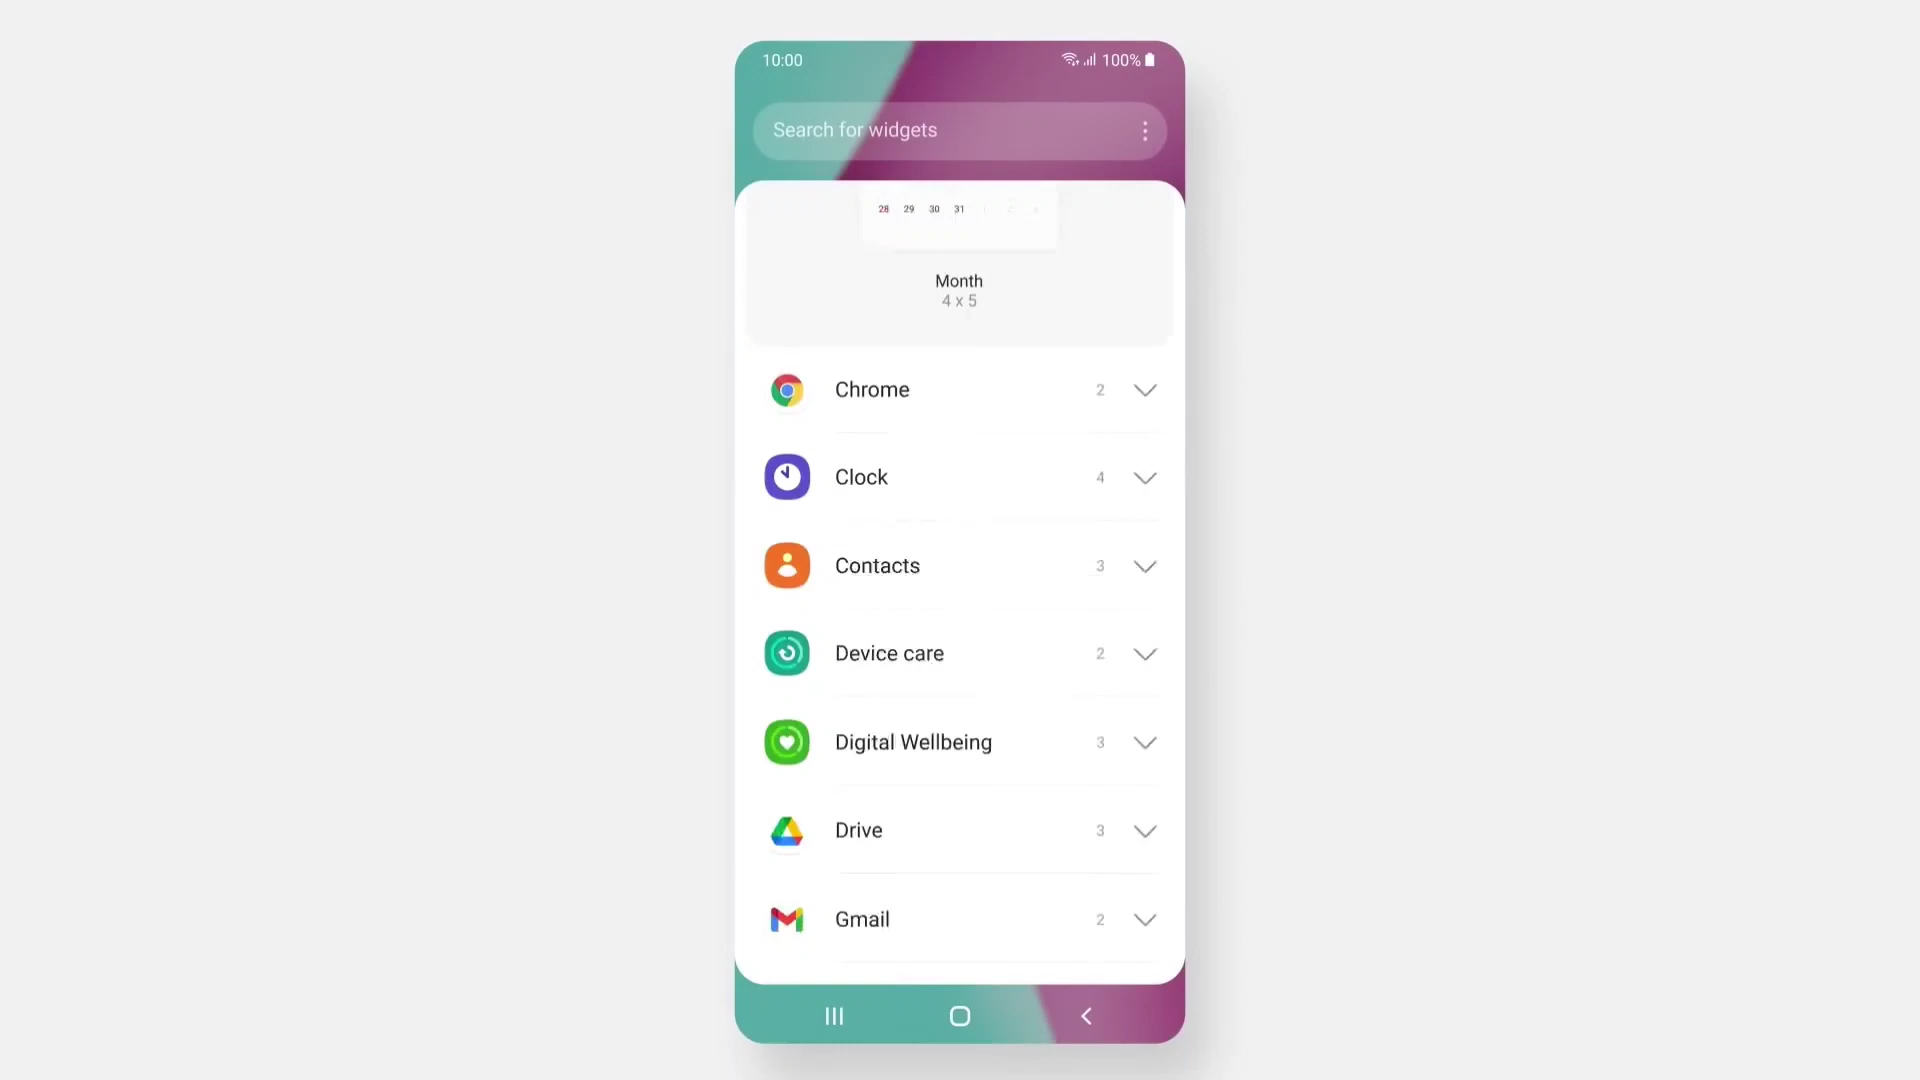 10:00 100%
Search for widgets
28 29 30 31
Month
4 x 5
Chrome 2
Clock 4
Contacts 3
Device care 2
Digital Wellbeing 3
Drive 3
Gmail 2